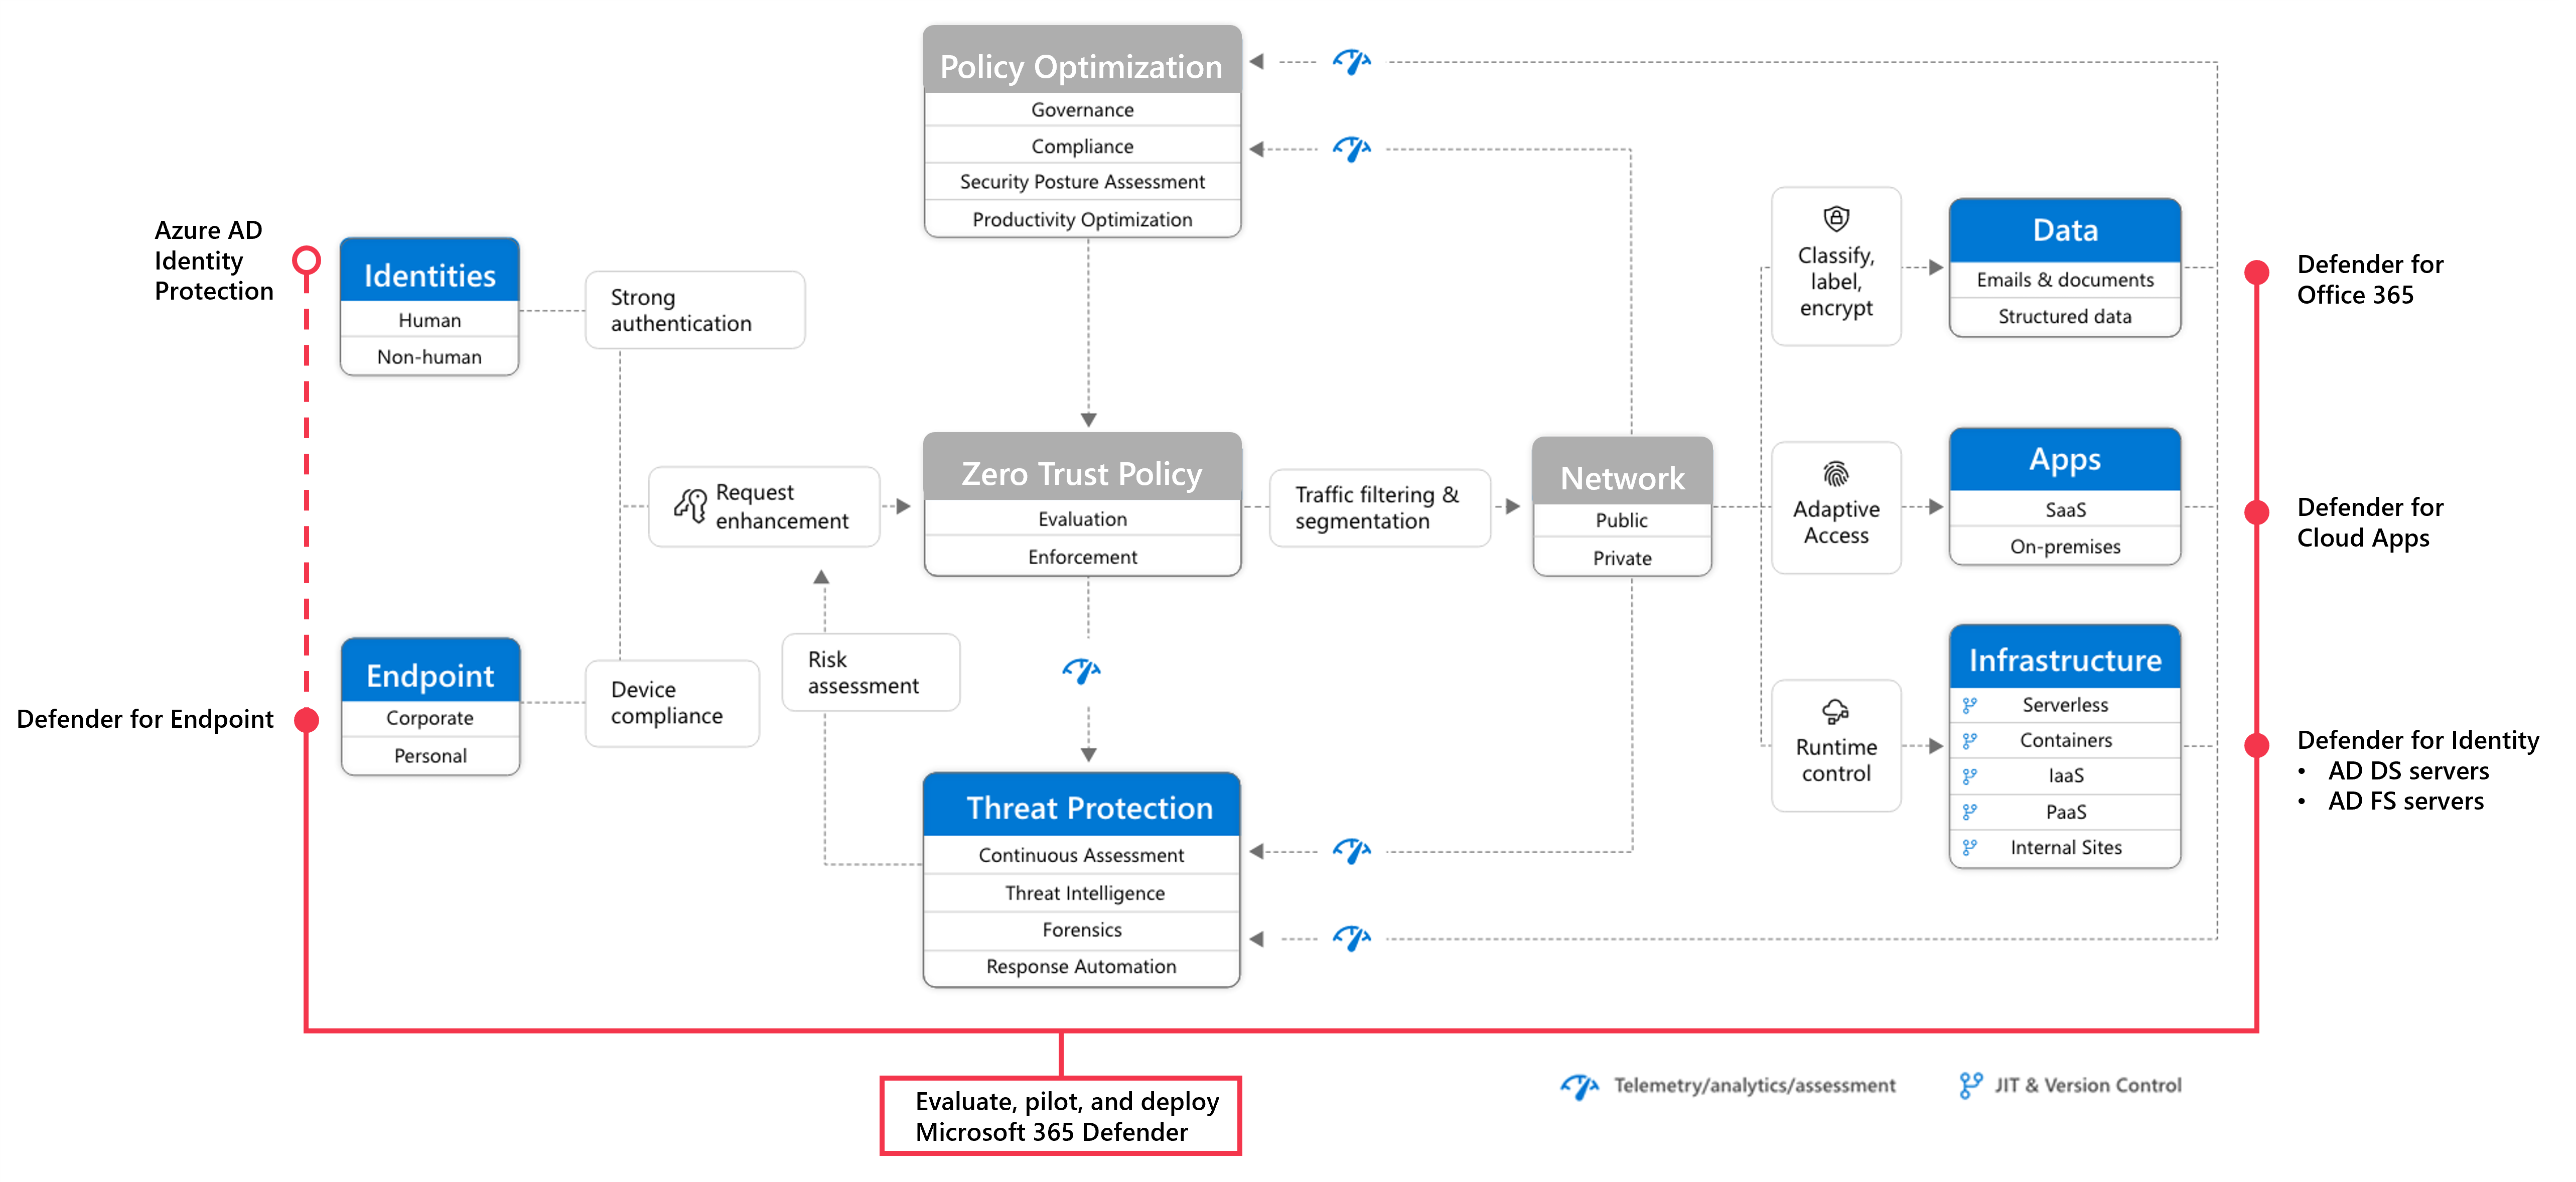 Policy Optimization
Governance
Compliance
Security Posture Assessment
Productivity Optimization
Azure AD
Identity
Protection
Identities
Human
Non-human
Strong
authentication
Classify,
label,
encrypt
Data
Emails & documents
Structured data
Defender for
Office 365
Request
enhancement
Zero Trust Policy
Evaluation
Enforcement
Traffic filtering &
segmentation
Network
Public
Private
Adaptive
Access
Apps
SaaS
On-premises
Defender for
Cloud Apps
Defender for Endpoint
Endpoint
Corporate
Personal
Device
compliance
Risk
assessment
Runtime
control
Infrastructure
Serverless
Containers
IaaS
PaaS
Internal Sites
Defender for Identity
• AD DS servers
• AD FS servers
Threat Protection
Continuous Assessment
Threat Intelligence
Forensics
Response Automation
Evaluate, pilot, and deploy
Microsoft 365 Defender
Telemetry/analytics/assessment
JIT & Version Control